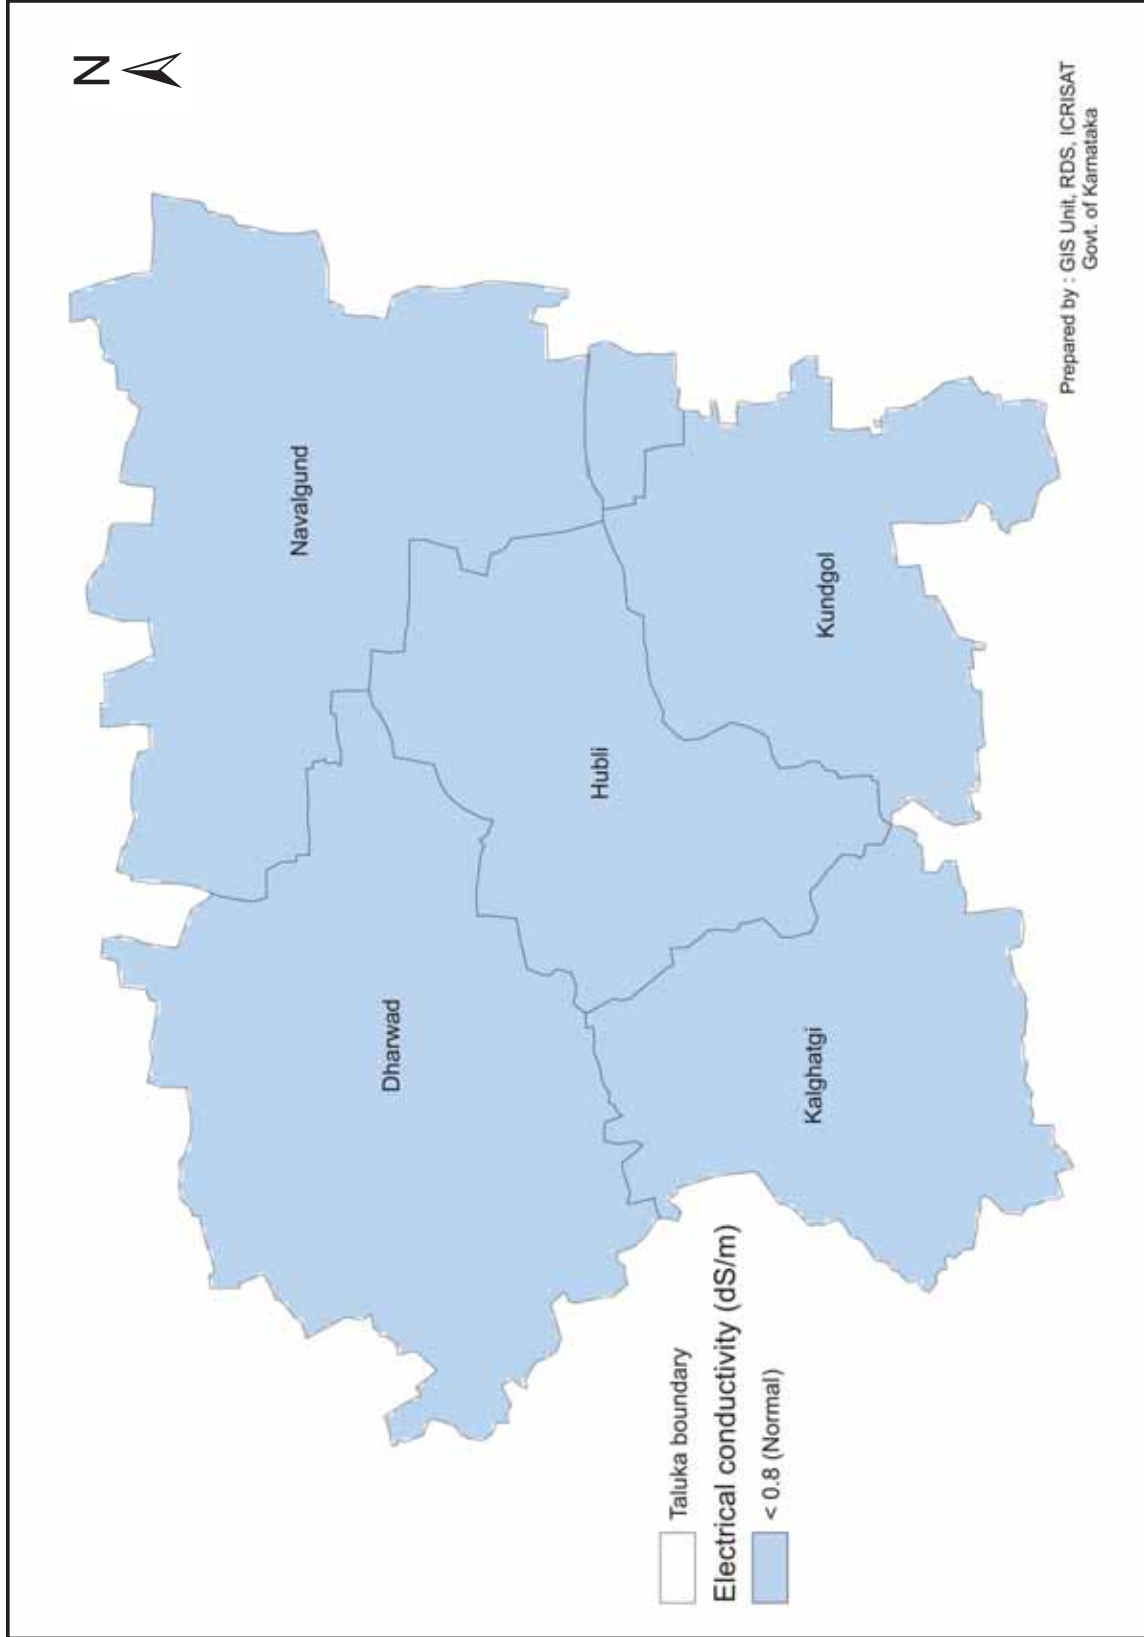 N
Navalgund
Dharwad
Hubli
Kundgol
Kalghatgi
Taluka boundary
Electrical conductivity (dS/m)
< 0.8 (Normal)
Prepared by : GIS Unit, RDS, ICRISAT
Govt. of Karnataka